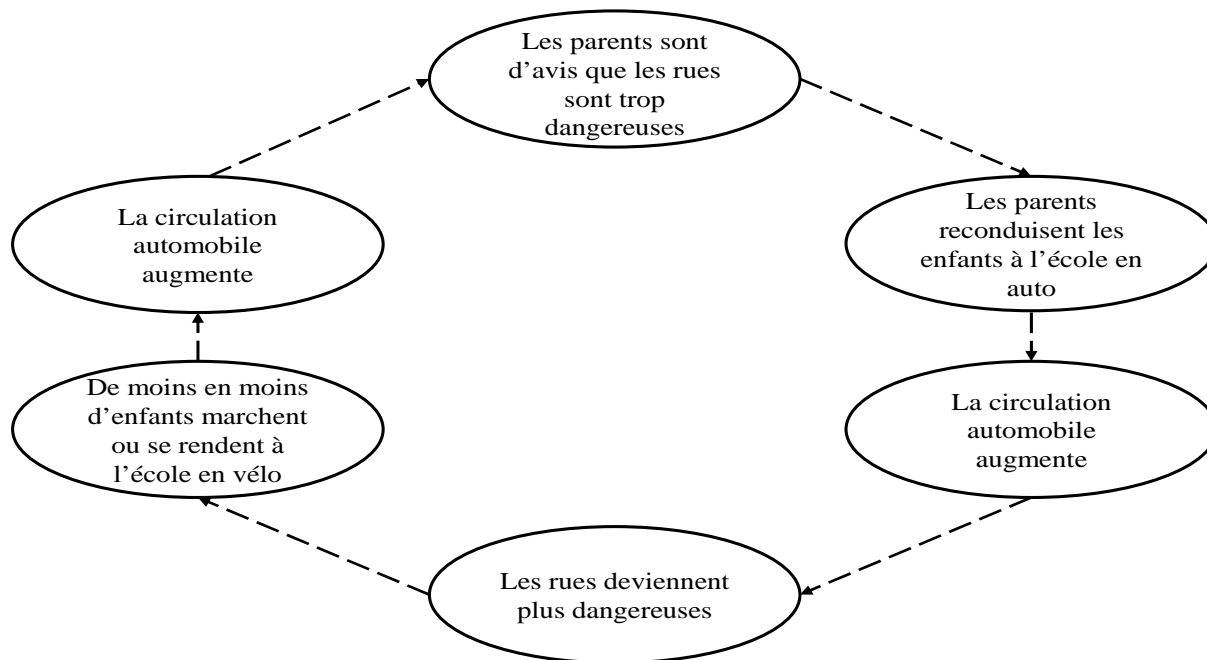 Les parents sont
d’avis que les rues
sont trop
dangereuses
Les parents
reconduisent les
enfants à l’école en
auto
La circulation
automobile
augmente
Les rues deviennent
plus dangereuses
De moins en moins
d’enfants marchent
ou se rendent à
l’école en vélo
La circulation
automobile
augmente